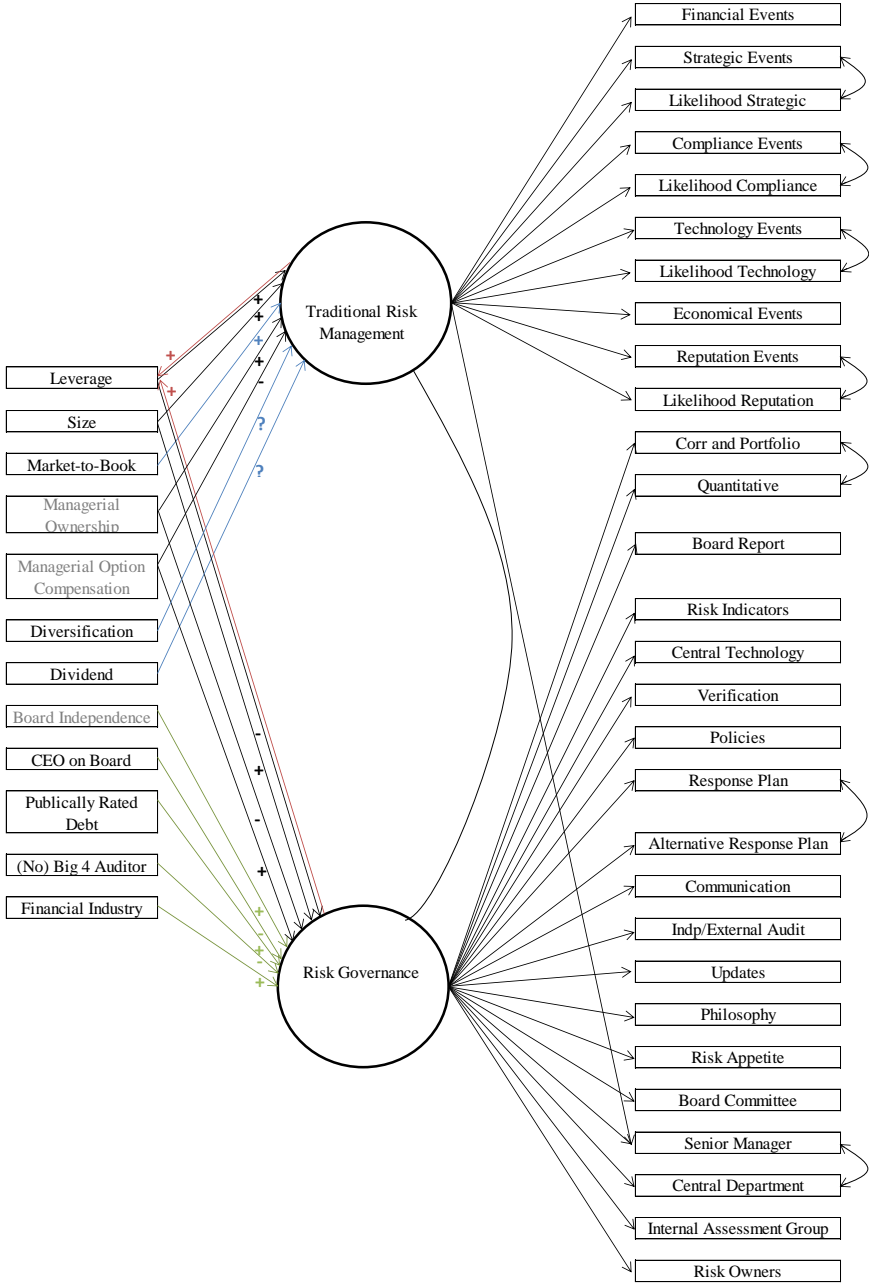 Financial Events
Strategic Events
Likelihood Strategic
Compliance Events
Likelihood Compliance
Technology Events
Likelihood Technology
Economical Events
Reputation Events
Likelihood Reputation
Corr and Portfolio
Quantitative
Board Report
Risk Indicators
Central Technology
Verification
Policies
Response Plan
Alternative Response Plan
Communication
Indp/External Audit
Updates
Philosophy
Risk Appetite
Board Committee
Senior Manager
Central Department
Internal Assessment Group
Risk Owners
Traditional Risk
Management
Risk Governance
Leverage
Size
Market-to-Book
Managerial
Ownership
Managerial Option
Compensation
Diversification
Dividend
Board Independence
CEO on Board
Publically Rated
Debt
(No) Big 4 Auditor
Financial Industry
+
+
+
+
+
+
-
?
?
-
+
-
+
+
-
+
-
+